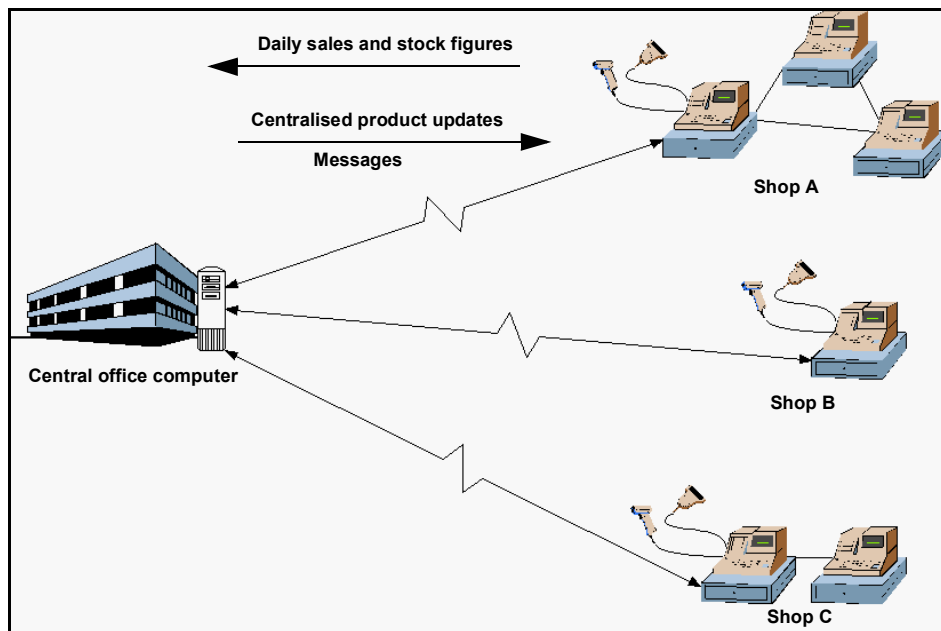 Daily sales and stock figures
Centralised product updates
Messages
Shop A
Central office computer
Shop B
Shop C